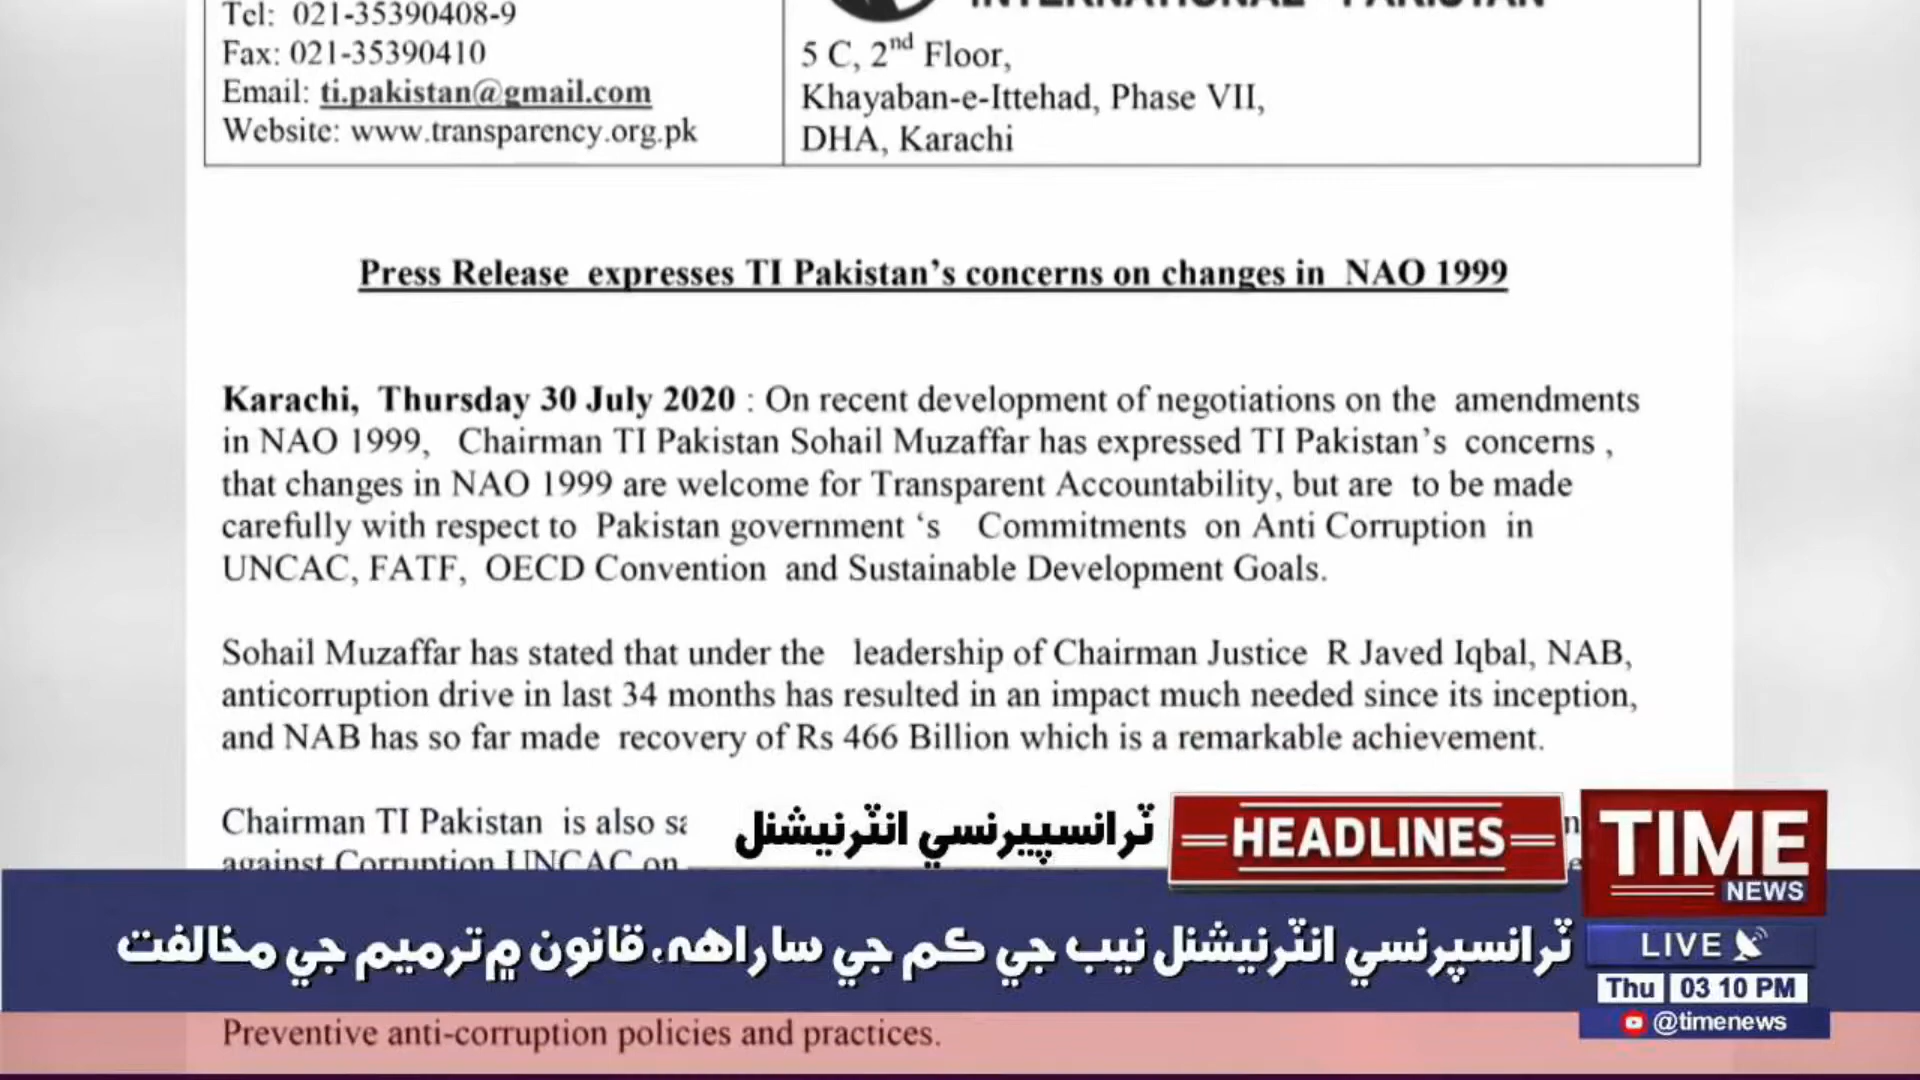 Tel: 021-35390408-9
Fax: 021-35390410
Email: ti.pakistan@gmail.com
Website: www.transparency.org.pk
INTERNATIONAL - PAKISTAN
5 C, 2nd Floor,
Khayaban-e-Ittehad, Phase VII,
DHA, Karachi
Press Release expresses TI Pakistan’s concerns on changes in NAO 1999
Karachi, Thursday 30 July 2020 : On recent development of negotiations on the amendments
in NAO 1999, Chairman TI Pakistan Sohail Muzaffar has expressed TI Pakistan’s concerns ,
that changes in NAO 1999 are welcome for Transparent Accountability, but are to be made
carefully with respect to Pakistan government ‘s Commitments on Anti Corruption in
UNCAC, FATF, OECD Convention and Sustainable Development Goals.
Sohail Muzaffar has stated that under the leadership of Chairman Justice R Javed Iqbal, NAB,
anticorruption drive in last 34 months has resulted in an impact much needed since its inception,
and NAB has so far made recovery of Rs 466 Billion which is a remarkable achievement.
Chairman TI Pakistan is also
against Corruption UNCAC on
ٽرانسپيرنسي انٽرنيشنل
HEADLINES
TIME
NEWS
ٽرانسپرنسي انٽرنيشنل نيب جي ڪم جي ساراهه، قانون ۾ ترميم جي مخالفت
LIVE
Thu 03 10 PM
@timenews
Preventive anti-corruption policies and practices.